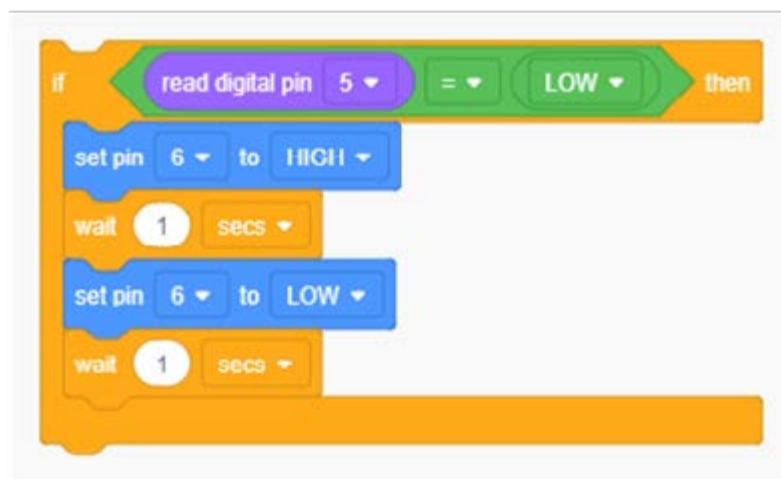 if read digital pin 5 = LOW then
set pin 6 to HIGH
wait 1 secs
set pin 6 to LOW
wait 1 secs